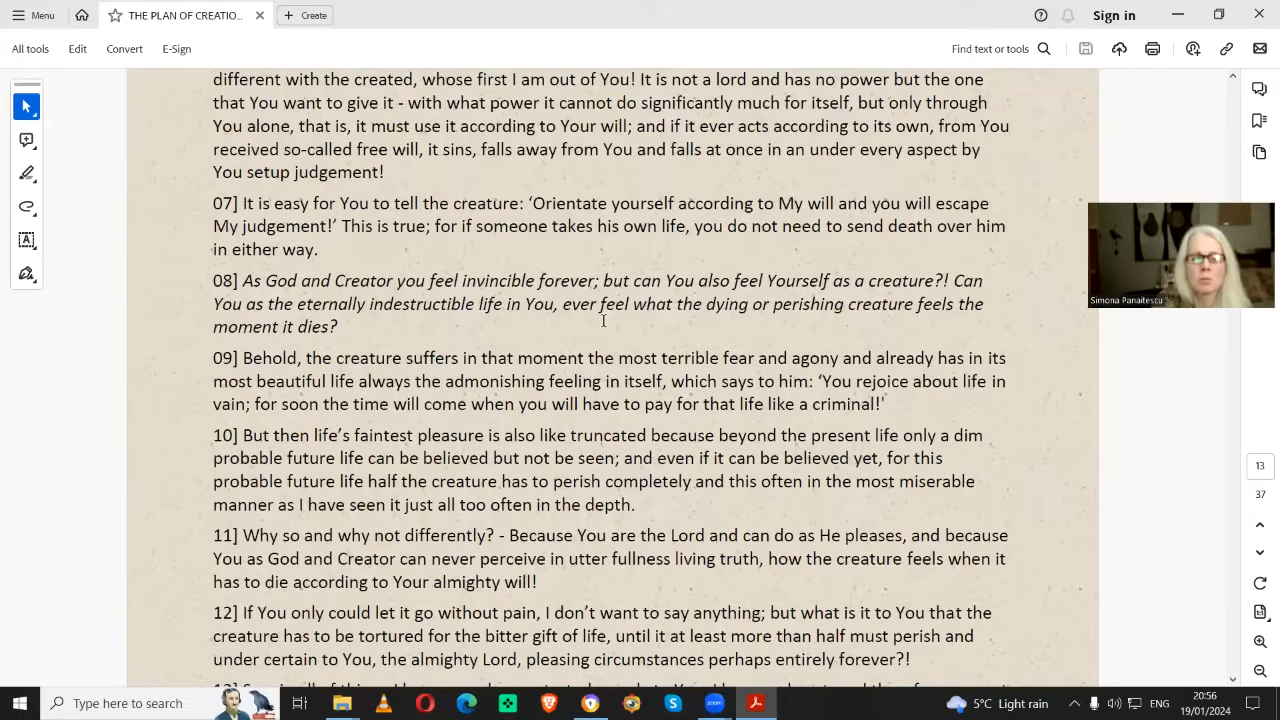 Menu
THE PLAN OF CREATIO...
Create
Sign in
All tools
Edit
Convert
E-Sign
Find text or tools
different with the created, whose first I am out of You! It is not a lord and has no power but the one
that You want to give it - with what power it cannot do significantly much for itself, but only through
You alone, that is, it must use it according to Your will; and if it ever acts according to its own, from You
received so-called free will, it sins, falls away from You and falls at once in an under every aspect by
You setup judgement!
07] It is easy for You to tell the creature: ‘Orientate yourself according to My will and you will escape
My judgement!’ This is true; for if someone takes his own life, you do not need to send death over him
in either way.
08] As God and Creator you feel invincible forever; but can You also feel Yourself as a creature?! Can
You as the eternally indestructible life in You, ever feel what the dying or perishing creature feels the
moment it dies?
09] Behold, the creature suffers in that moment the most terrible fear and agony and already has in its
most beautiful life always the admonishing feeling in itself, which says to him: ‘You rejoice about life in
vain; for soon the time will come when you will have to pay for that life like a criminal!'
10] But then life’s faintest pleasure is also like truncated because beyond the present life only a dim
probable future life can be believed but not be seen; and even if it can be believed yet, for this
probable future life half the creature has to perish completely and this often in the most miserable
manner as I have seen it just all too often in the depth.
11] Why so and why not differently? - Because You are the Lord and can do as He pleases, and because
You as God and Creator can never perceive in utter fullness living truth, how the creature feels when it
has to die according to Your almighty will!
12] If You only could let it go without pain, I don’t want to say anything; but what is it to You that the
creature has to be tortured for the bitter gift of life, until it at least more than half must perish and
under certain to You, the almighty Lord, pleasing circumstances perhaps entirely forever?!
Simona Panaitescu
13
37
Type here to search
5°C Light rain
ENG
20:56
19/01/2024